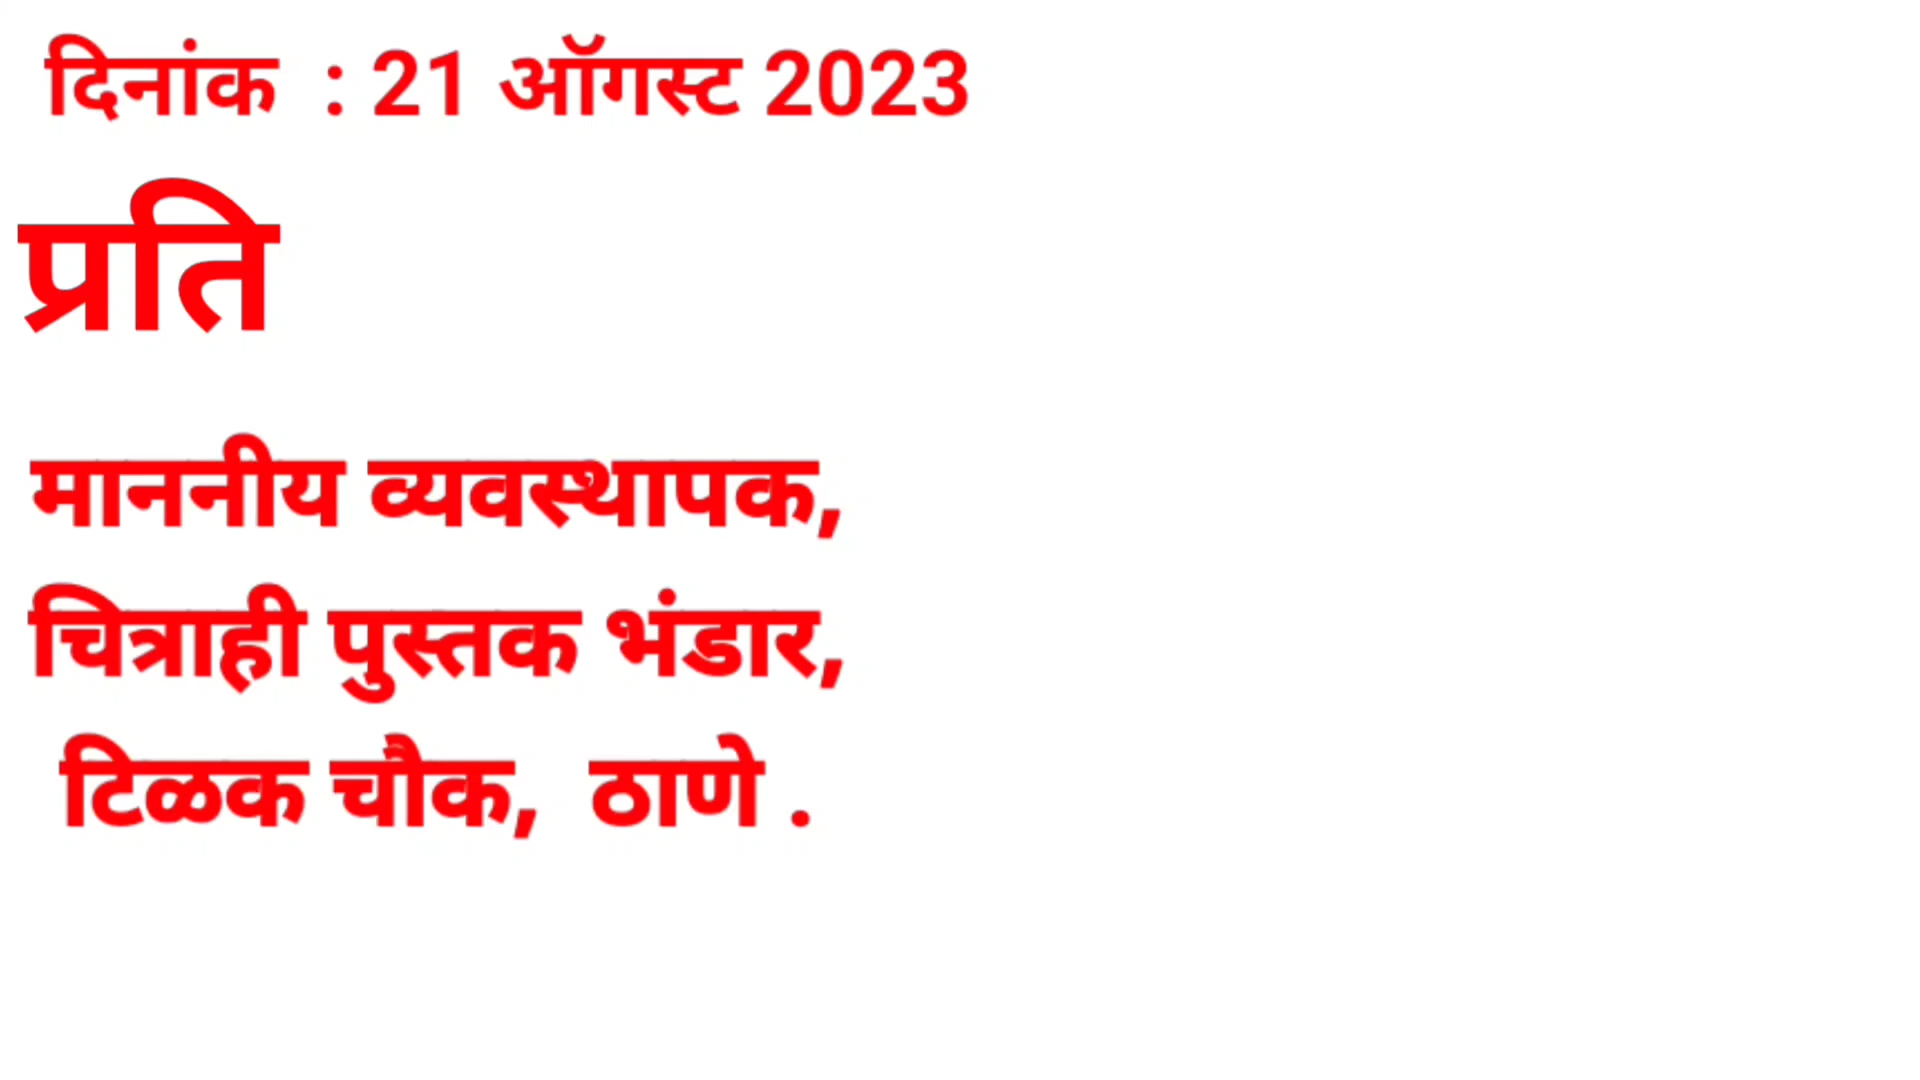 दिनांक : 21 ऑगस्ट 2023
प्रति
माननीय व्यवस्थापक,
चित्राही पुस्तक भंडार,
टिळक चौक, ठाणे .